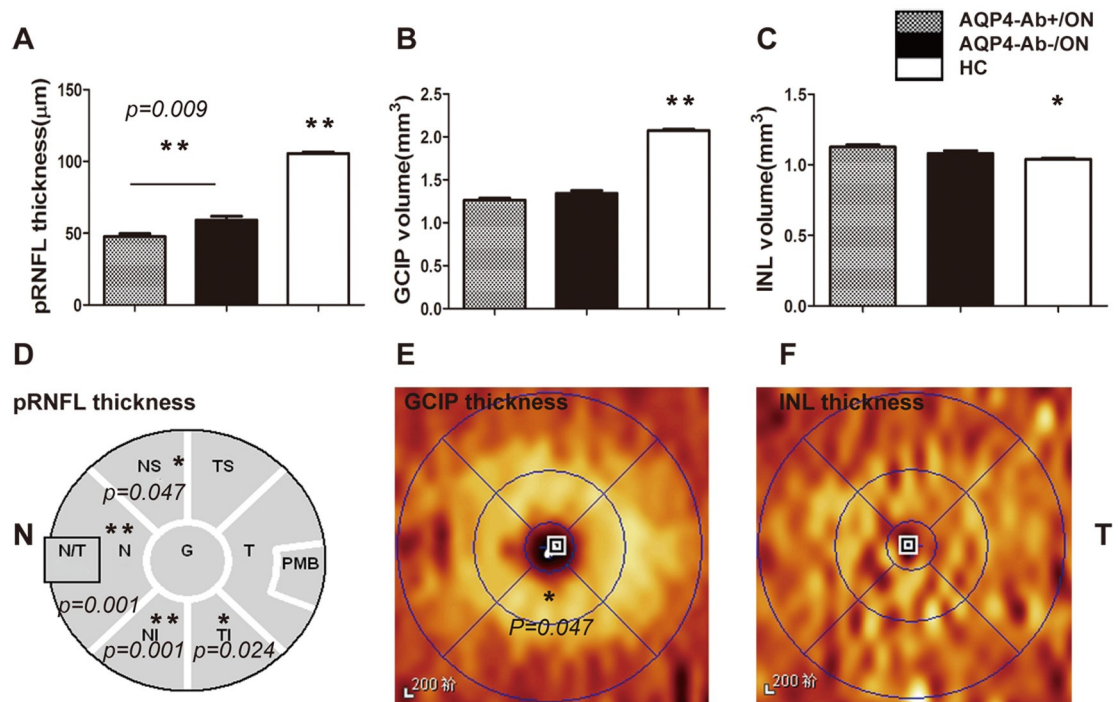 A
B
C
AQP4-Ab+/ON
AQP4-Ab-/ON
HC
pRNFL thickness(μm)
150
100
50
0
p=0.009
**
**
GCIP volume(mm3)
2.5
2.0
1.5
1.0
0.5
0.0
**
INL volume(mm3)
1.5
1.0
0.5
0.0
*
D
E
F
pRNFL thickness
GCIP thickness
INL thickness
NS *
TS
p=0.047
**
N
N/T
N
G
T
PMB
p=0.001
**
*
NI
TI
p=0.001
p=0.024
*
P=0.047
200 祄
200 祄
T